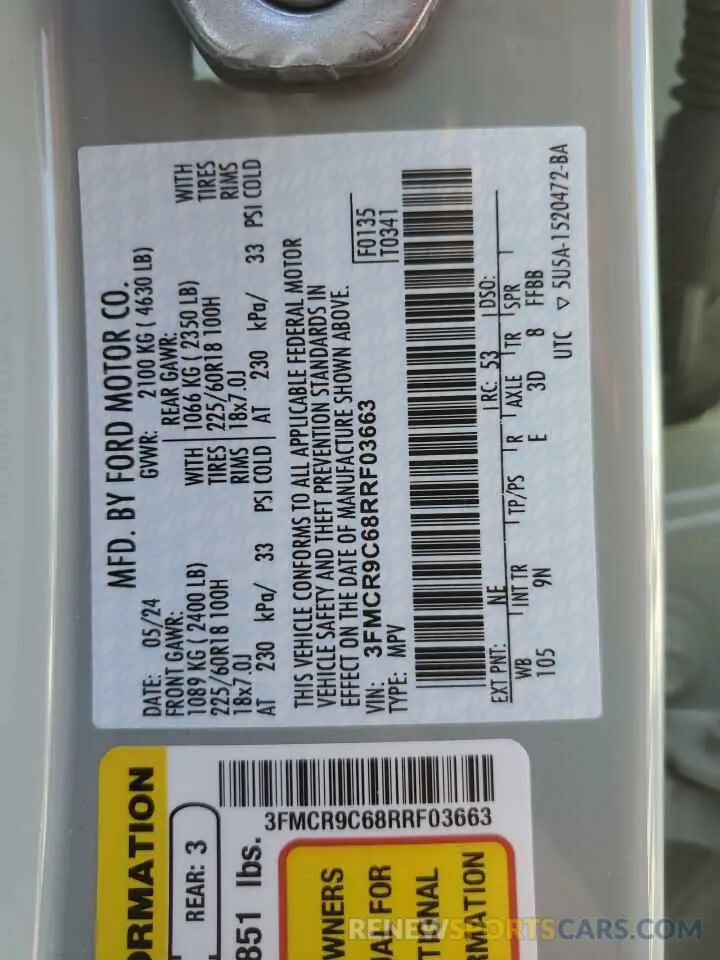 MFD. BY FORD MOTOR CO.
DATE: 05/24 GVWR: 2100 KG ( 4630 LB)
FRONT GAWR: REAR GAWR:
1089 KG ( 2400 LB) WITH 1066 KG ( 2350 LB) WITH
225/60R18 100H TIRES 225/60R18 100H TIRES
18x7.0J RIMS 18x7.0J RIMS
AT 230 kPa/ 33 PSI COLD AT 230 kPa/ 33 PSI COLD
THIS VEHICLE CONFORMS TO ALL APPLICABLE FEDERAL MOTOR
VEHICLE SAFETY AND THEFT PREVENTION STANDARDS IN
EFFECT ON THE DATE OF MANUFACTURE SHOWN ABOVE.
VIN: 3FMCR9C68RRF03663 F0135
TYPE: MPV T0341
EXT PNT: NE RC: 53 DSO:
WB INT TR TP/PS R AXLE TR SPR
105 9N E 3D 8 FFBB
UTC ▽ 5U5A-1520472-BA
ORMATION
REAR: 3
851 lbs.
3FMCR9C68RRF03663
WNERS
AL FOR
TIONAL
RMATION
RENEWSPORTSCARS.COM